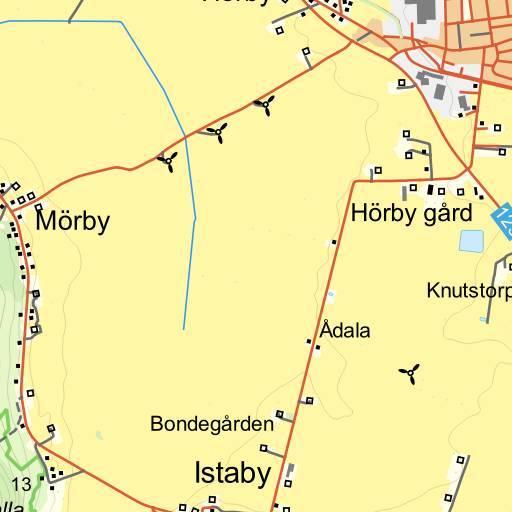 Hörby
Mörby
Hörby gård
Knutstorp
Ådala
Bondegården
Istaby
13